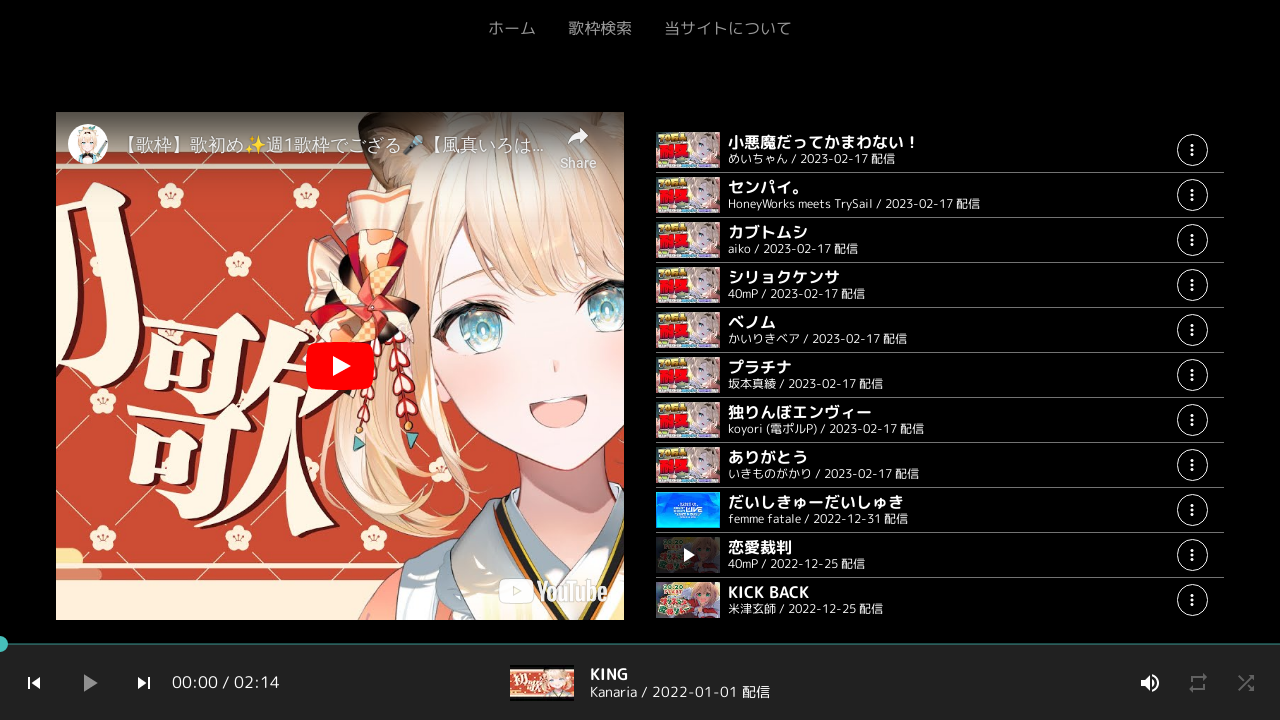 ホーム 歌枠検索 当サイトについて
【歌枠】歌初め✨週1歌枠でござる🎤【風真いろは...
Share
初
歌
YouTube
小悪魔だってかまわない！
めいちゃん / 2023-02-17 配信
センパイ。
HoneyWorks meets TrySail / 2023-02-17 配信
カブトムシ
aiko / 2023-02-17 配信
シリョクケンサ
40mP / 2023-02-17 配信
ベノム
かいりきベア / 2023-02-17 配信
プラチナ
坂本真綾 / 2023-02-17 配信
独りんぼエンヴィー
koyori (電ポルP) / 2023-02-17 配信
ありがとう
いきものがかり / 2023-02-17 配信
だいしきゅーだいしゅき
femme fatale / 2022-12-31 配信
恋愛裁判
40mP / 2022-12-25 配信
KICK BACK
米津玄師 / 2022-12-25 配信
00:00 / 02:14
KING
Kanaria / 2022-01-01 配信